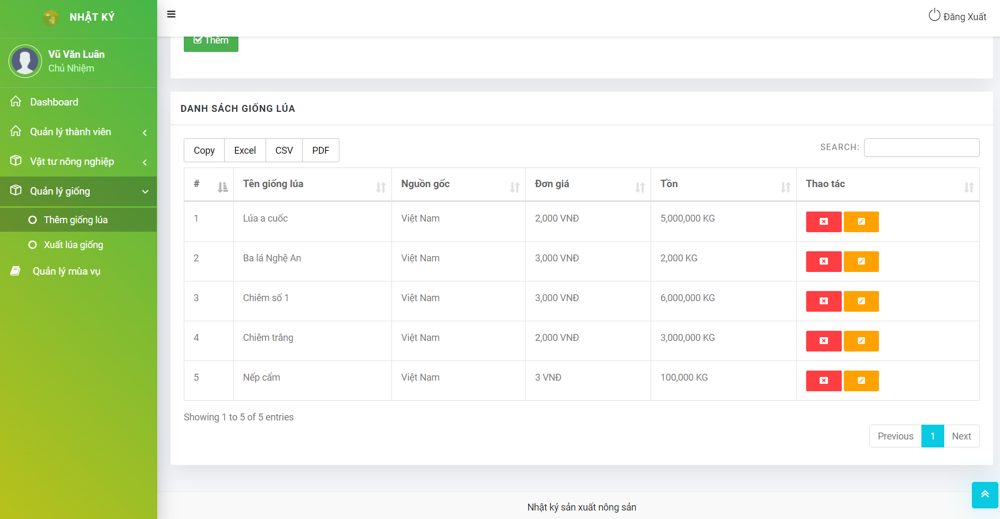 NHẬT KÝ
Đăng Xuất
Vũ Văn Luân
Chủ Nhiệm
Dashboard
Quản lý thành viên
Vật tư nông nghiệp
Quản lý giống
Thêm giống lúa
Xuất lúa giống
Quản lý mùa vụ
Thêm
DANH SÁCH GIỐNG LÚA
Copy Excel CSV PDF
SEARCH:
# Tên giống lúa Nguồn gốc Đơn giá Tồn Thao tác
1 Lúa a cuốc Việt Nam 2,000 VNĐ 5,000,000 KG
2 Ba lá Nghệ An Việt Nam 3,000 VNĐ 2,000 KG
3 Chiêm số 1 Việt Nam 3,000 VNĐ 6,000,000 KG
4 Chiêm trắng Việt Nam 2,000 VNĐ 3,000,000 KG
5 Nếp cẩm Việt Nam 3 VNĐ 100,000 KG
Showing 1 to 5 of 5 entries
Previous 1 Next
Nhật ký sản xuất nông sản